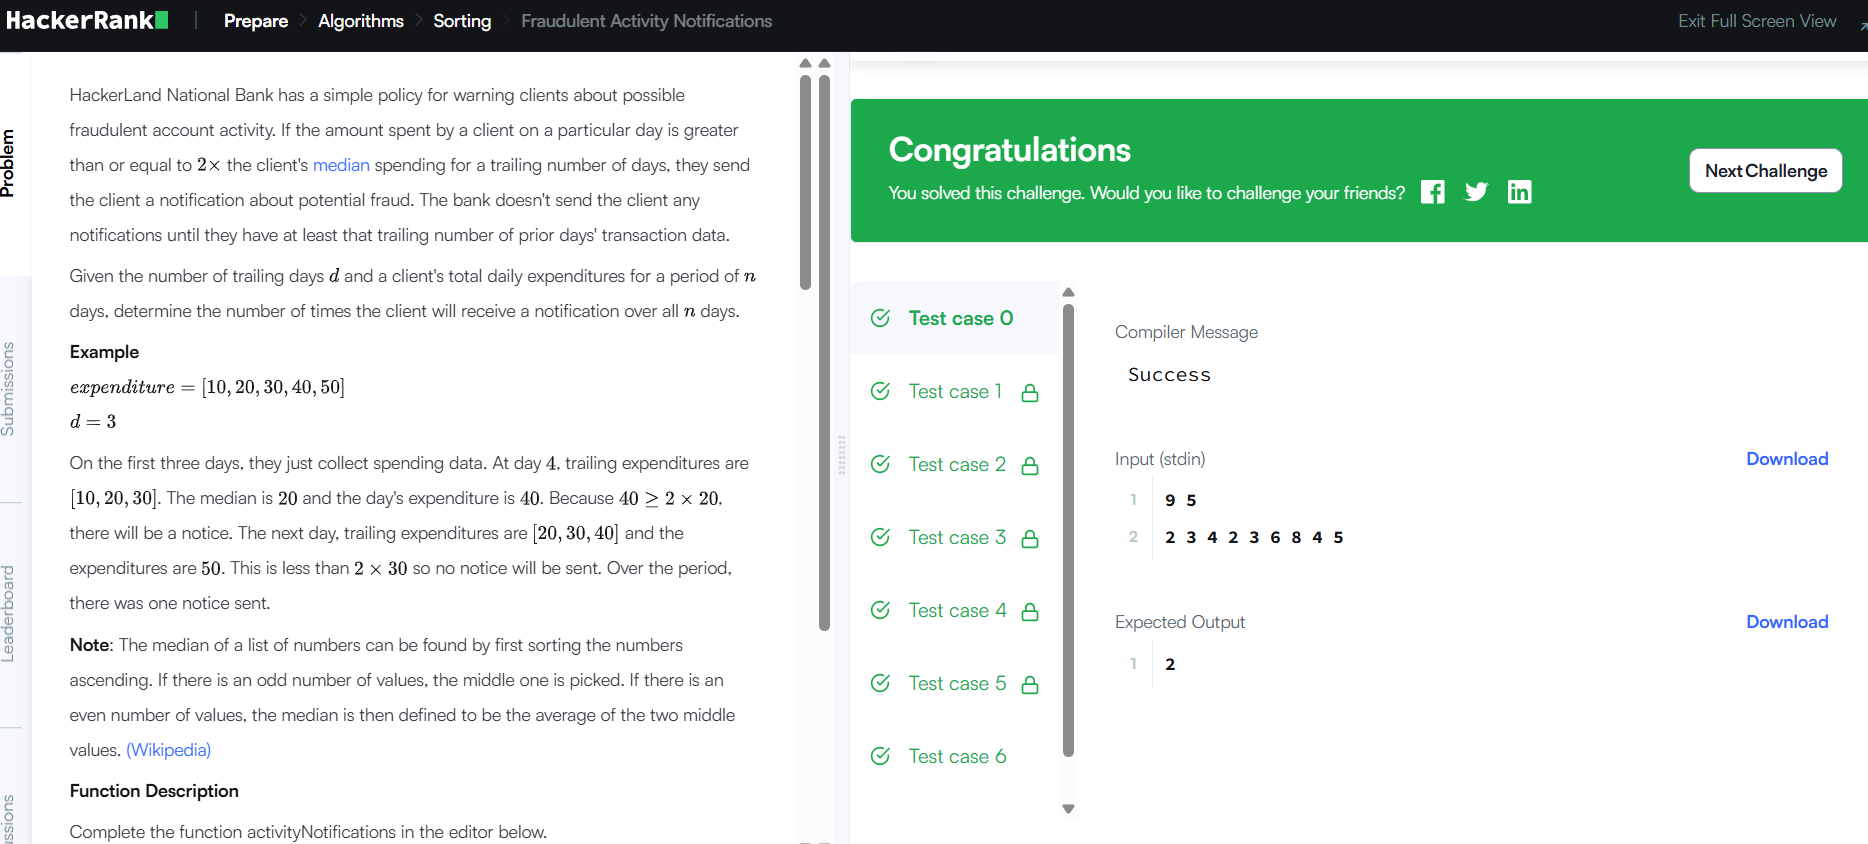 HackerRank
Prepare
Algorithms
Sorting
Fraudulent Activity Notifications
Exit Full Screen View
Problem
Submissions
Leaderboard
HackerLand National Bank has a simple policy for warning clients about possible
fraudulent account activity. If the amount spent by a client on a particular day is greater
than or equal to 2× the client's median spending for a trailing number of days, they send
the client a notification about potential fraud. The bank doesn't send the client any
notifications until they have at least that trailing number of prior days' transaction data.
Given the number of trailing days d and a client's total daily expenditures for a period of n
days, determine the number of times the client will receive a notification over all n days.
Example
expenditure = [10, 20, 30, 40, 50]
d = 3
On the first three days, they just collect spending data. At day 4, trailing expenditures are
[10, 20, 30]. The median is 20 and the day's expenditure is 40. Because 40 ≥ 2 × 20,
there will be a notice. The next day, trailing expenditures are [20, 30, 40] and the
expenditures are 50. This is less than 2 × 30 so no notice will be sent. Over the period,
there was one notice sent.
Note: The median of a list of numbers can be found by first sorting the numbers
ascending. If there is an odd number of values, the middle one is picked. If there is an
even number of values, the median is then defined to be the average of the two middle
values. (Wikipedia)
Function Description
Complete the function activityNotifications in the editor below.
Congratulations
You solved this challenge. Would you like to challenge your friends?
Next Challenge
Test case 0
Test case 1
Test case 2
Test case 3
Test case 4
Test case 5
Test case 6
Compiler Message
Success
Input (stdin)
Download
1 9 5
2 2 3 4 2 3 6 8 4 5
Expected Output
Download
1 2